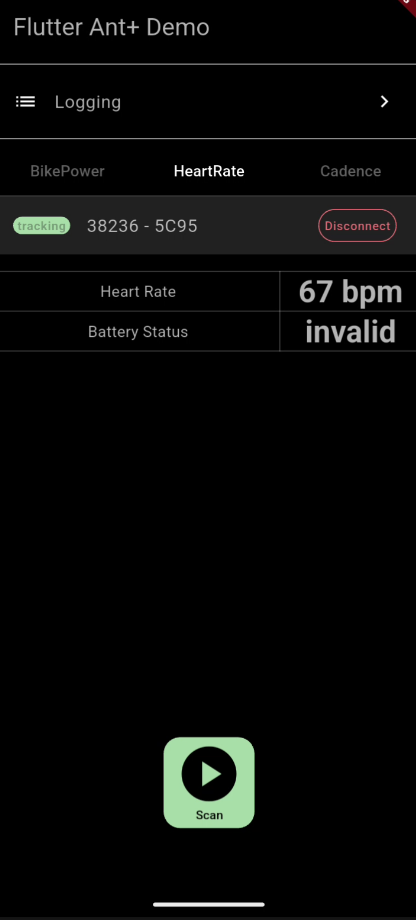 Flutter Ant+ Demo
Logging
BikePower HeartRate Cadence
tracking 38236 - 5C95 Disconnect
Heart Rate 67 bpm
Battery Status invalid
Scan